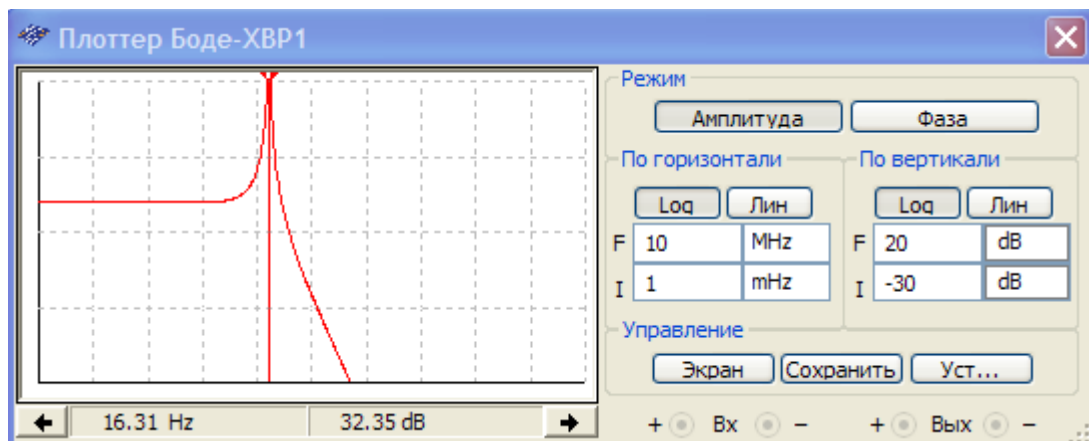 Плоттер Боде-XBP1
Режим
Амплитуда Фаза
По горизонтали По вертикали
Log Лин Log Лин
F 10 MHz F 20 dB
I 1 mHz I -30 dB
Управление
Экран Сохранить Уст...
16.31 Hz 32.35 dB + Вх - + Вых -